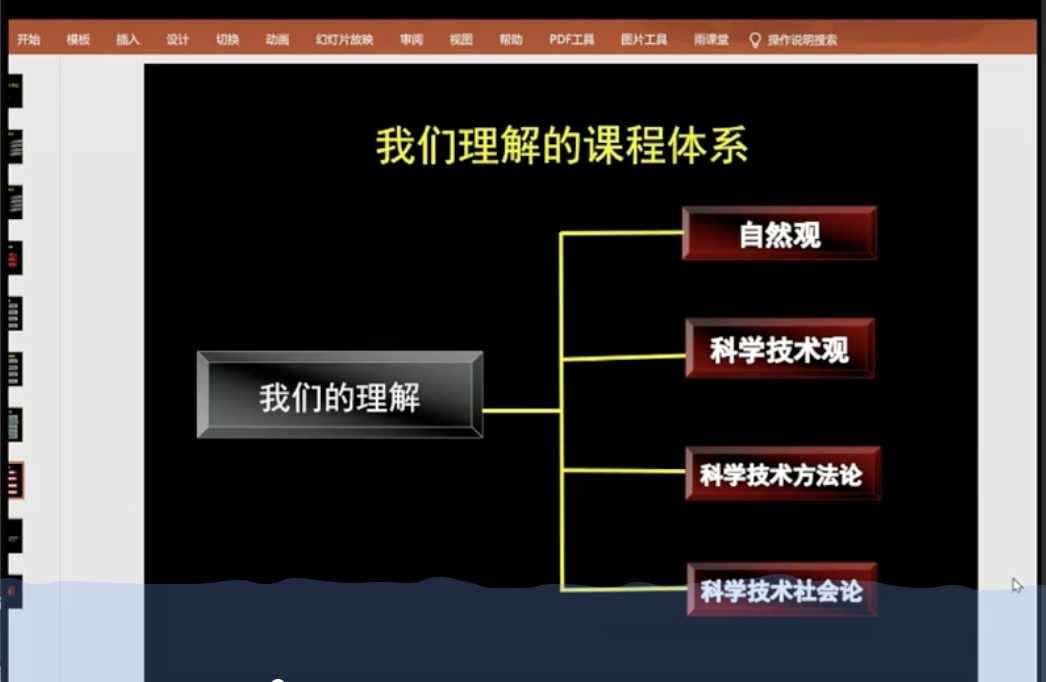 开始 模板 插入 设计 切换 动画 幻灯片放映 审阅 视图 帮助 PDF工具 图片工具 雨课堂 操作说明搜索
我们理解的课程体系
自然观
科学技术观
我们的理解
科学技术方法论
科学技术社会论